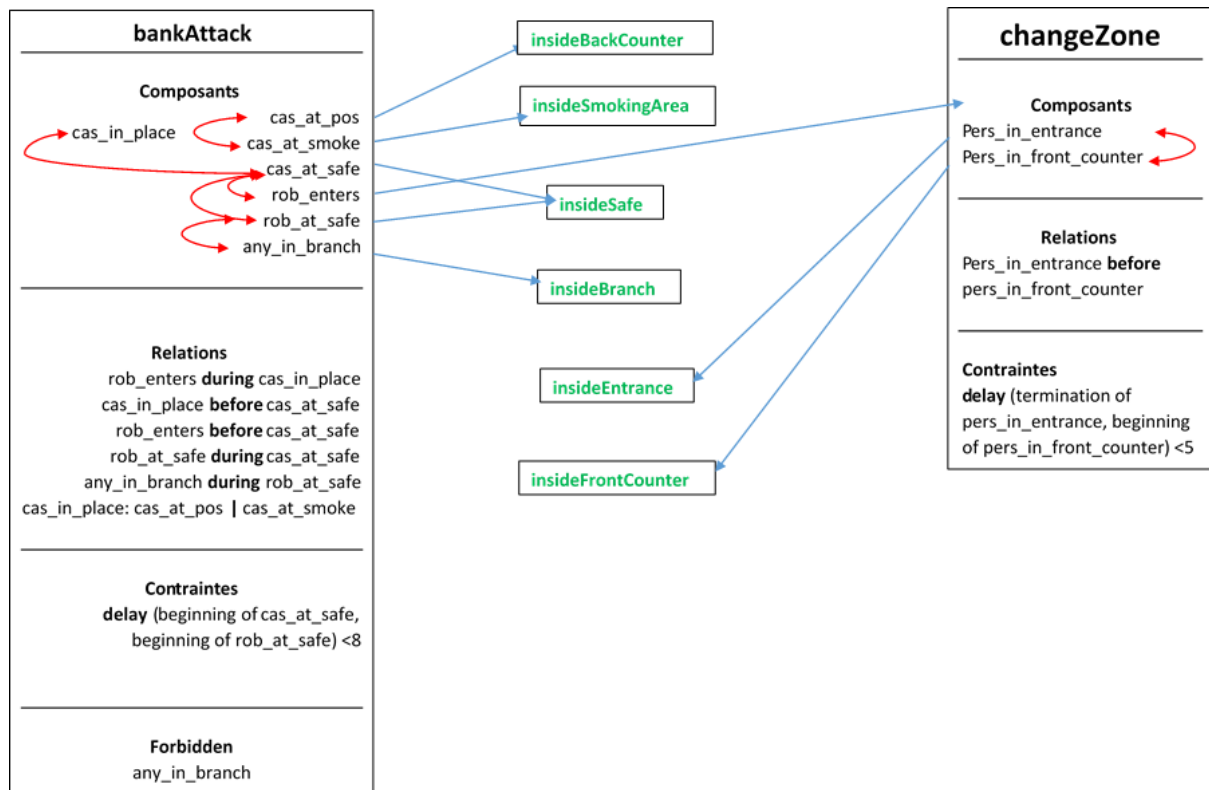 bankAttack
Composants
cas_at_pos
cas_in_place
cas_at_smoke
cas_at_safe
rob_enters
rob_at_safe
any_in_branch
Relations
rob_enters during cas_in_place
cas_in_place before cas_at_safe
rob_enters before cas_at_safe
rob_at_safe during cas_at_safe
any_in_branch during rob_at_safe
cas_in_place: cas_at_pos | cas_at_smoke
Contraintes
delay (beginning of cas_at_safe,
beginning of rob_at_safe) <8
Forbidden
any_in_branch
insideBackCounter
insideSmokingArea
insideSafe
insideBranch
insideEntrance
insideFrontCounter
changeZone
Composants
Pers_in_entrance
Pers_in_front_counter
Relations
Pers_in_entrance before
pers_in_front_counter
Contraintes
delay (termination of
pers_in_entrance, beginning
of pers_in_front_counter) <5